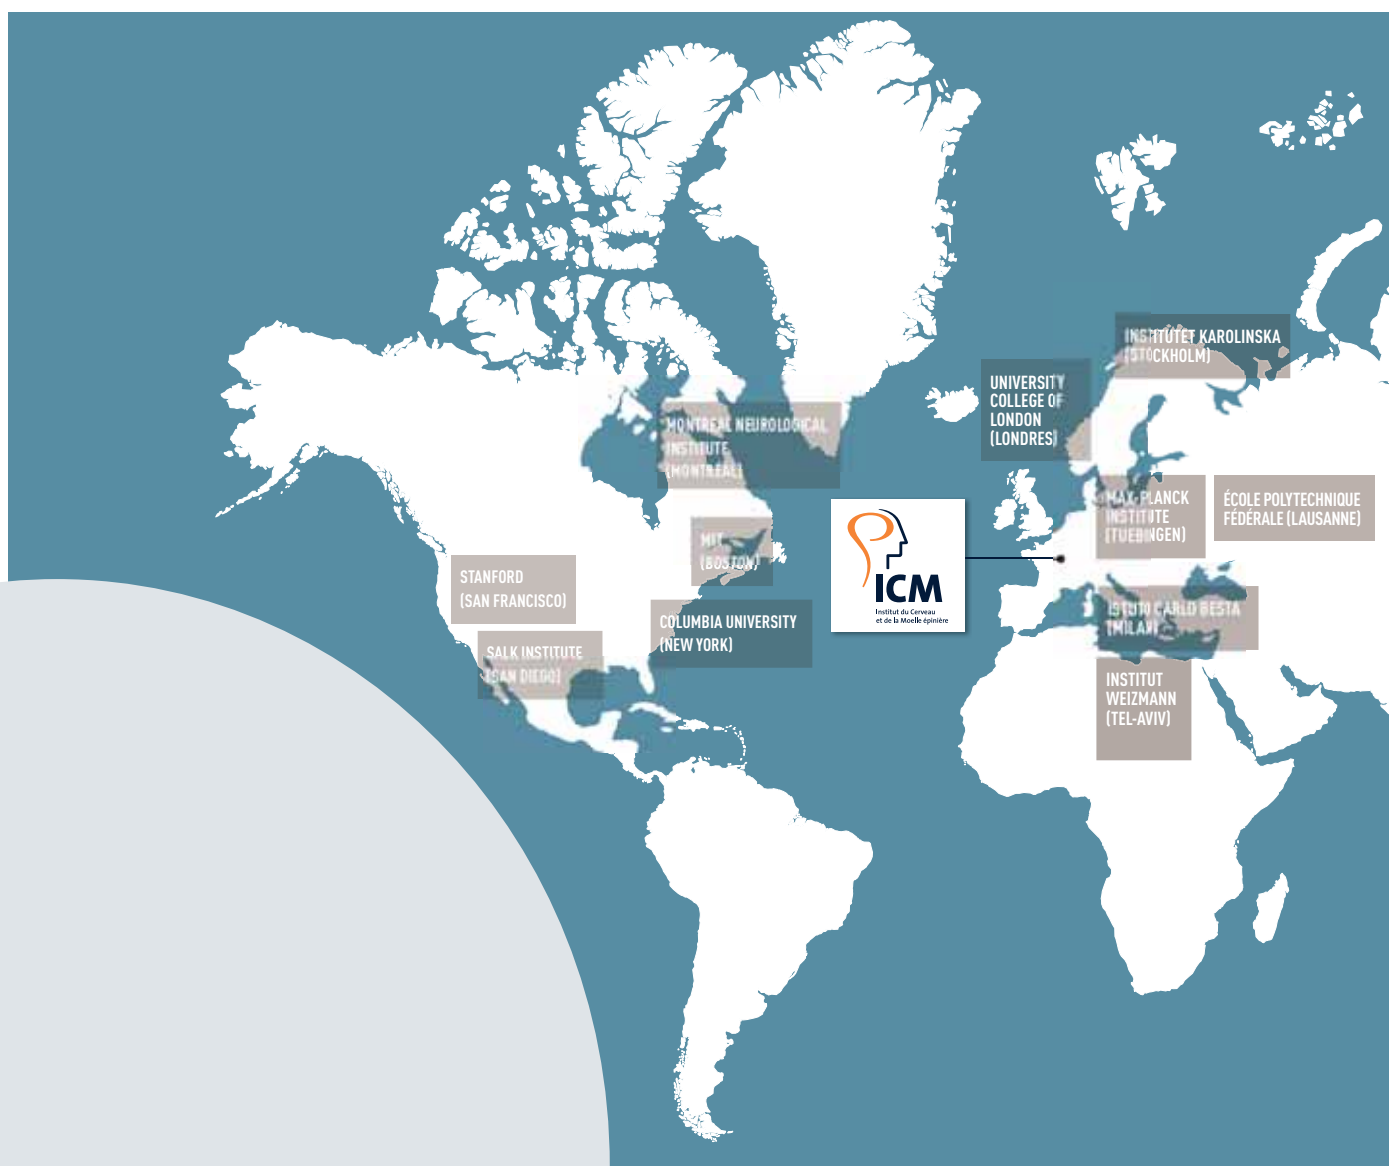 INSTITUTET KAROLINSKA
(STOCKHOLM)
UNIVERSITY
COLLEGE OF
LONDON
(LONDRES)
MONTREAL NEUROLOGICAL
INSTITUTE
(MONTRÉAL)
MAX-PLANCK
INSTITUTE
(TUEBINGEN)
ÉCOLE POLYTECHNIQUE
FÉDÉRALE (LAUSANNE)
MIT
(BOSTON)
STANFORD
(SAN FRANCISCO)
ICM
Institut du Cerveau
et de la Moelle épinière
COLUMBIA UNIVERSITY
(NEW YORK)
ISTUTO CARLO BESTA
(MILAN)
SALK INSTITUTE
(SAN DIEGO)
INSTITUT
WEIZMANN
(TEL-AVIV)